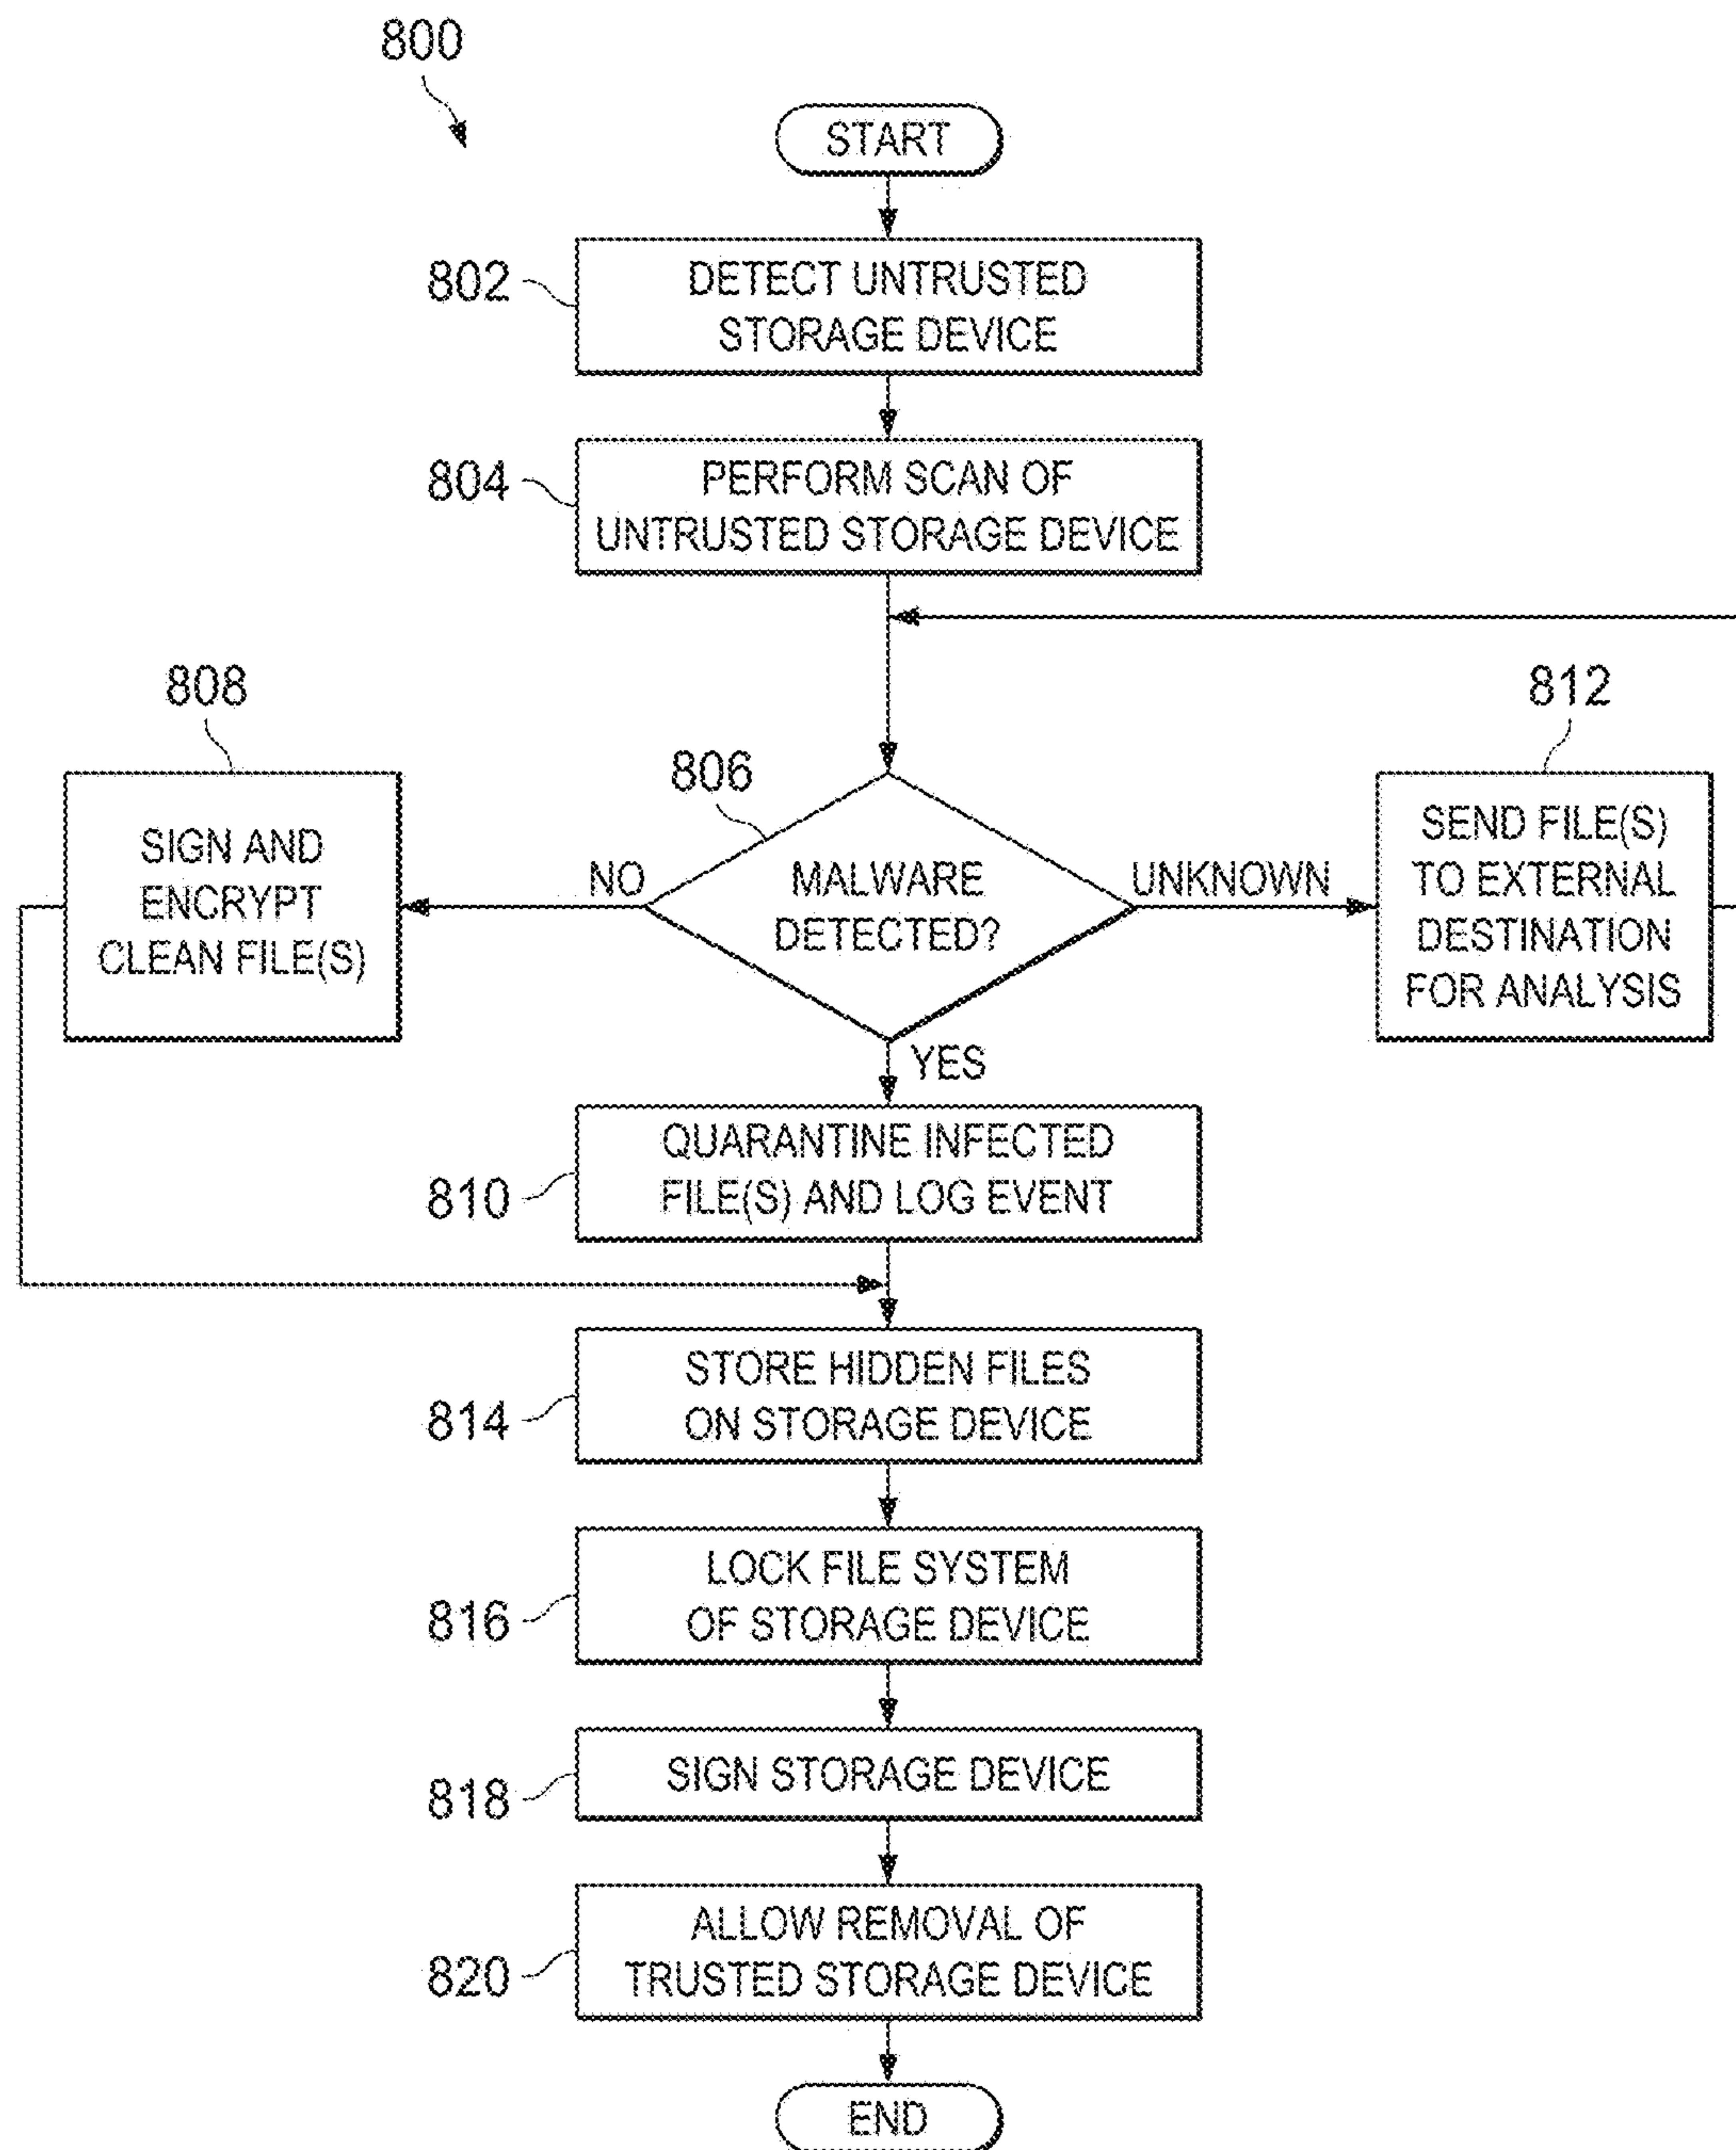 800
START
802
DETECT UNTRUSTED
STORAGE DEVICE
804
PERFORM SCAN OF
UNTRUSTED STORAGE DEVICE
808
SIGN AND
ENCRYPT
CLEAN FILE(S)
NO
806
MALWARE
DETECTED?
UNKNOWN
812
SEND FILE(S)
TO EXTERNAL
DESTINATION
FOR ANALYSIS
YES
810
QUARANTINE INFECTED
FILE(S) AND LOG EVENT
814
STORE HIDDEN FILES
ON STORAGE DEVICE
816
LOCK FILE SYSTEM
OF STORAGE DEVICE
818
SIGN STORAGE DEVICE
820
ALLOW REMOVAL OF
TRUSTED STORAGE DEVICE
END